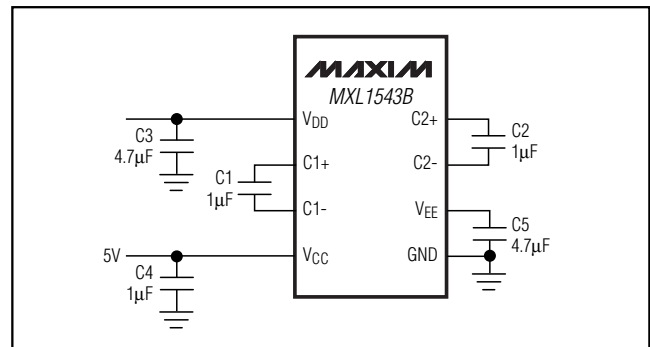 MAXIM
MXL1543B
VDD
C2+
C3
4.7µF
C2
1µF
C1+
C2-
C1
1µF
C1-
VEE
C5
4.7µF
5V
VCC
GND
C4
1µF